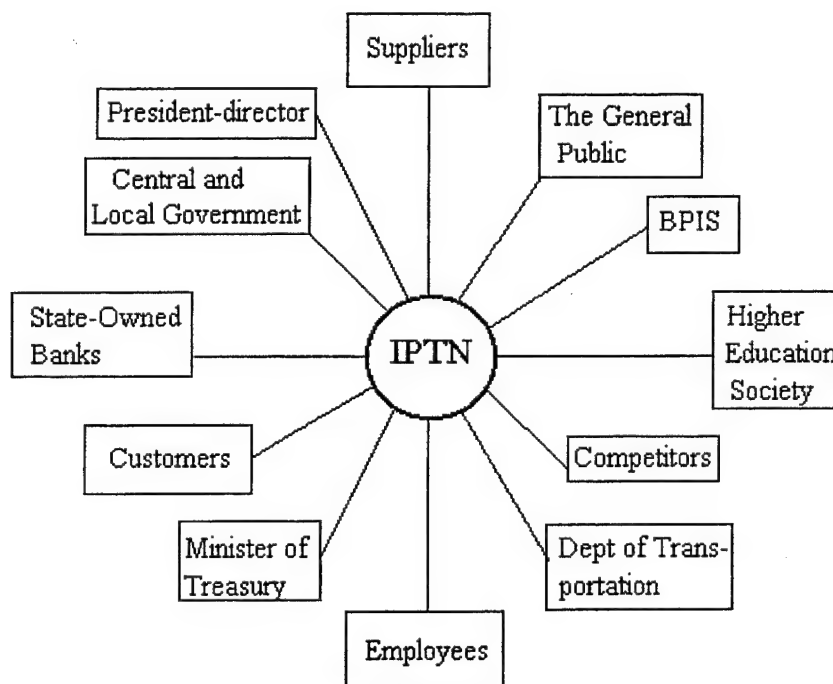 Suppliers
President-director
The General
Public
Central and
Local Government
BPIS
State-Owned
Banks
IPTN
Higher
Education
Society
Customers
Competitors
Minister of
Treasury
Dept of Trans-
portation
Employees